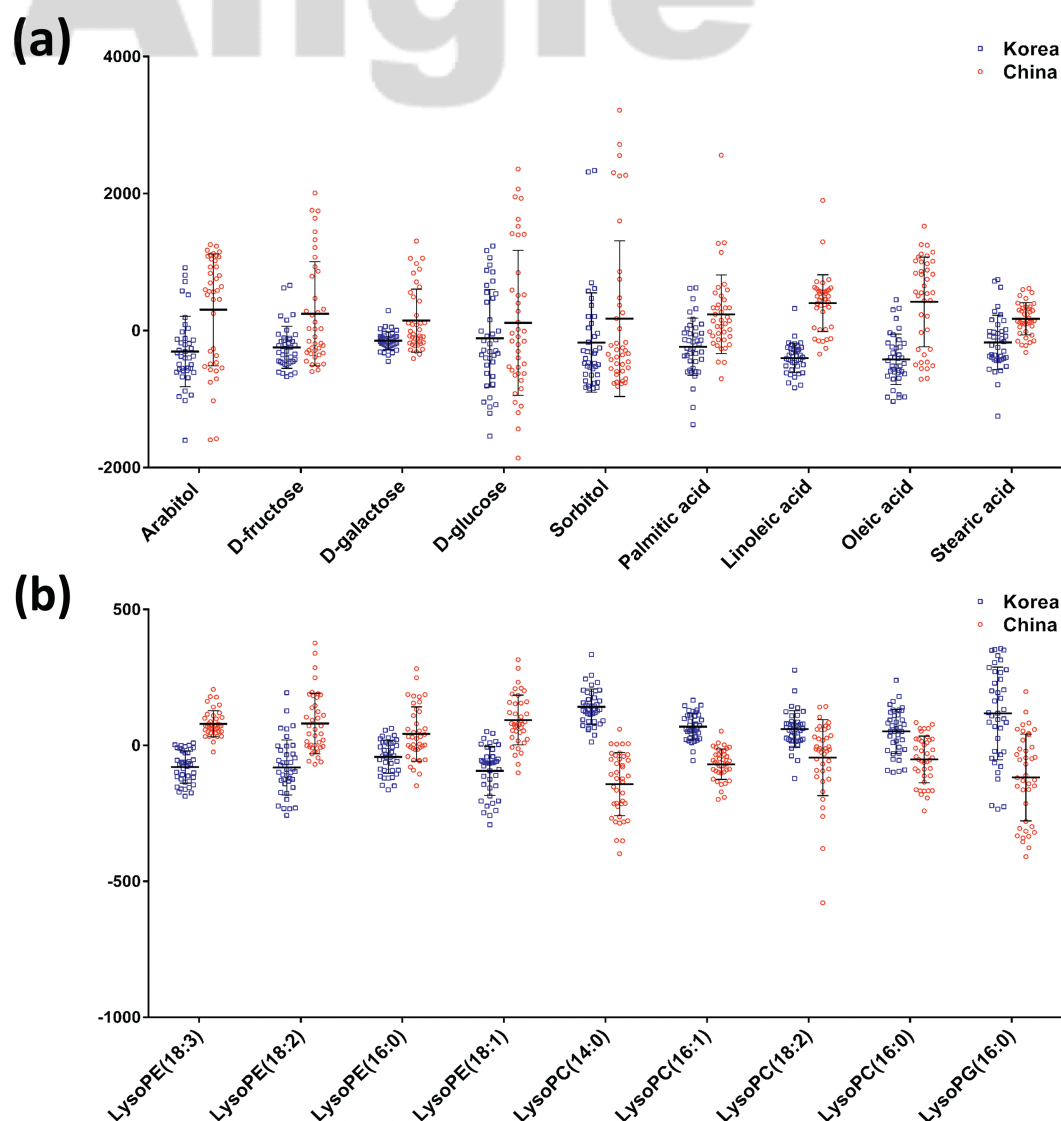 Angle
(a)
4000
2000
0
-2000
Korea
China
Arabitol
D-fructose
D-galactose
D-glucose
Sorbitol
Palmitic acid
Linoleic acid
Oleic acid
Stearic acid
(b)
500
0
-500
-1000
Korea
China
LysoPE(18:3)
LysoPE(18:2)
LysoPE(16:0)
LysoPE(18:1)
LysoPC(14:0)
LysoPC(16:1)
LysoPC(18:2)
LysoPC(16:0)
LysoPG(16:0)